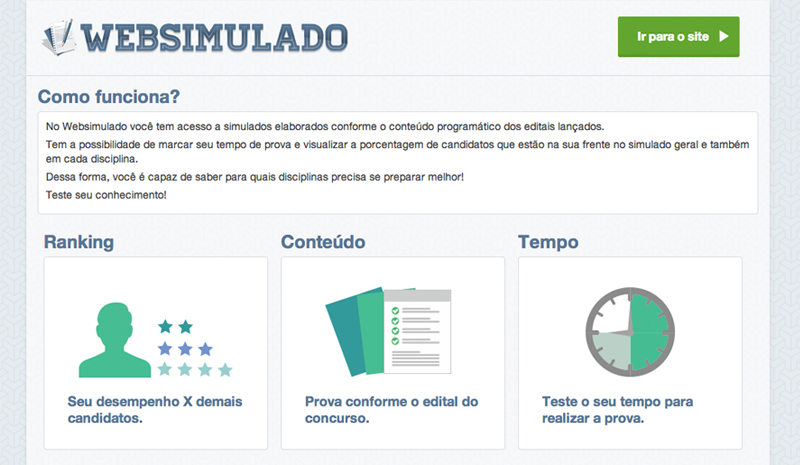 WEBSIMULADO
Ir para o site
Como funciona?
No Websimulado você tem acesso a simulados elaborados conforme o conteúdo programático dos editais lançados.
Tem a possibilidade de marcar seu tempo de prova e visualizar a porcentagem de candidatos que estão na sua frente no simulado geral e também
em cada disciplina.
Dessa forma, você é capaz de saber para quais disciplinas precisa se preparar melhor!
Teste seu conhecimento!
Ranking
Seu desempenho X demais
candidatos.
Conteúdo
Prova conforme o edital do
concurso.
Tempo
Teste o seu tempo para
realizar a prova.